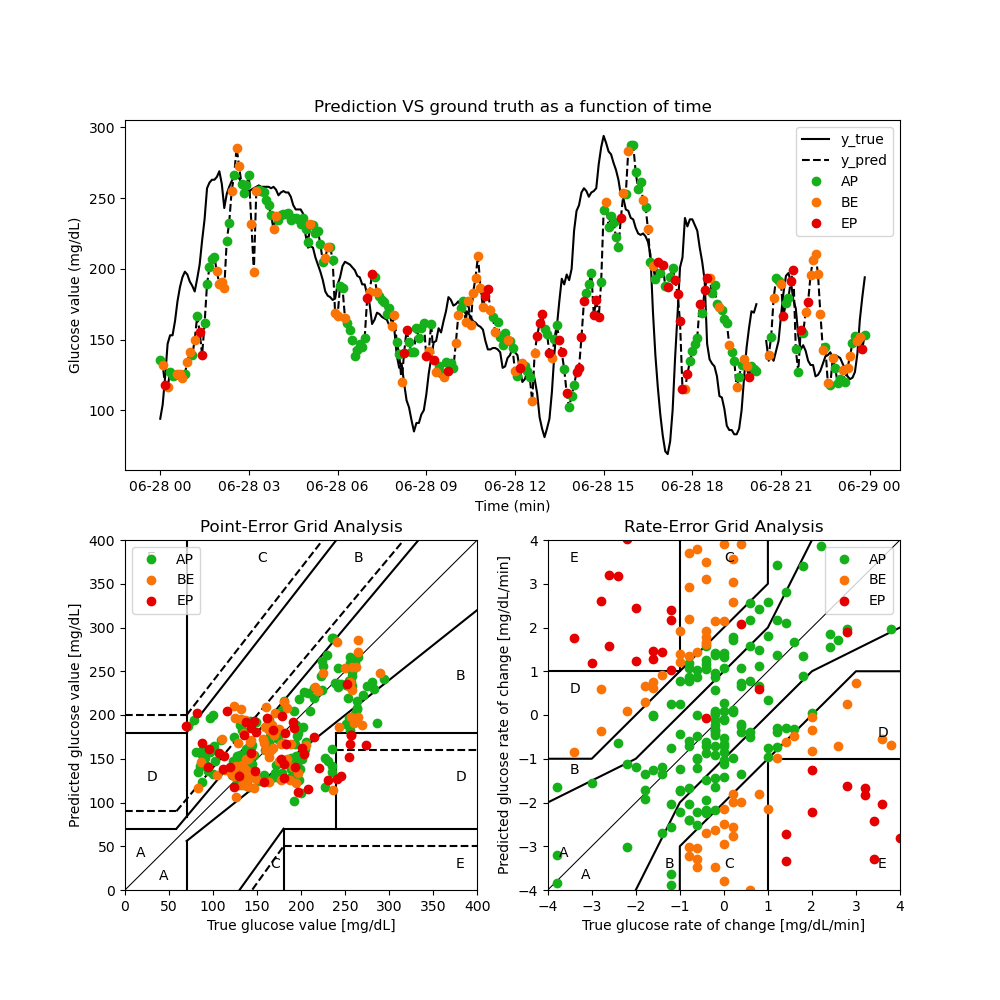 Prediction VS ground truth as a function of time
Glucose value (mg/dL)
300
250
200
150
100
y_true
y_pred
AP
BE
EP
06-28 00 06-28 03 06-28 06 06-28 09 06-28 12 06-28 15 06-28 18 06-28 21 06-29 00
Time (min)
Point-Error Grid Analysis
Predicted glucose value [mg/dL]
400
350
300
250
200
150
100
50
0
AP
BE
EP
C
B
B
D
D
A
A
C
E
0 50 100 150 200 250 300 350 400
True glucose value [mg/dL]
Rate-Error Grid Analysis
Predicted glucose rate of change [mg/dL/min]
4
3
2
1
0
−1
−2
−3
−4
E
C
AP
BE
EP
D
D
B
A
A
B
C
E
−4 −3 −2 −1 0 1 2 3 4
True glucose rate of change [mg/dL/min]